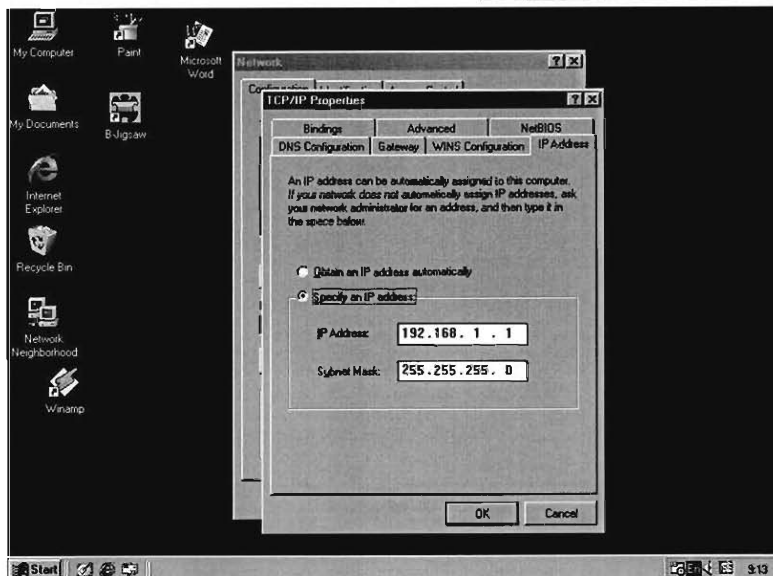 My Computer
Paint
Microsoft
Word
My Documents
B-Jigsaw
Internet
Explorer
Recycle Bin
Network
Neighborhood
Winamp
Network
TCP/IP Properties
Bindings
Advanced
NetBIOS
DNS Configuration
Gateway
WINS Configuration
IP Address
An IP address can be automatically assigned to this computer.
If your network does not automatically assign IP addresses, ask
your network administrator for an address, and then type it in
the space below.
Obtain an IP address automatically
Specify an IP address:
IP Address:
192.168. 1 . 1
Subnet Mask:
255.255.255. 0
OK
Cancel
Start
En
9:13